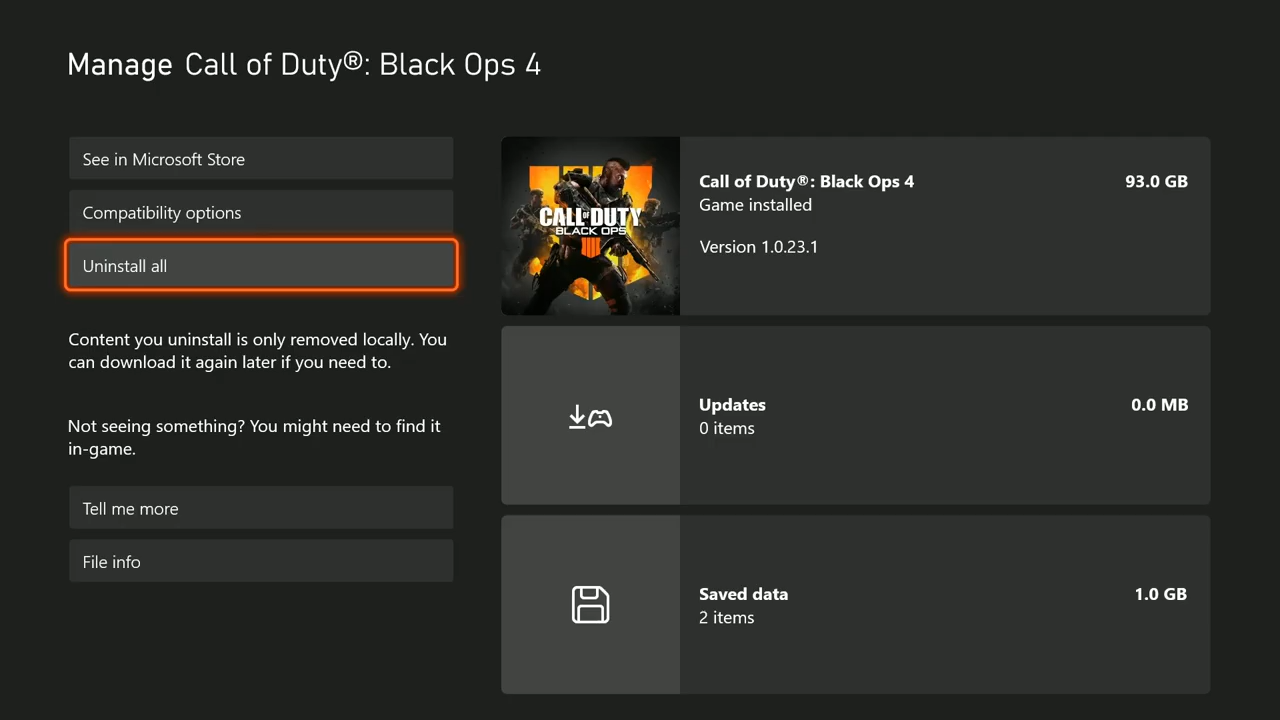 Manage Call of Duty®: Black Ops 4
See in Microsoft Store
Compatibility options
Uninstall all
Content you uninstall is only removed locally. You
can download it again later if you need to.
Not seeing something? You might need to find it
in-game.
Tell me more
File info
CALL OF DUTY
BLACK OPS
IIII
Call of Duty®: Black Ops 4
93.0 GB
Game installed
Version 1.0.23.1
Updates
0.0 MB
0 items
Saved data
1.0 GB
2 items